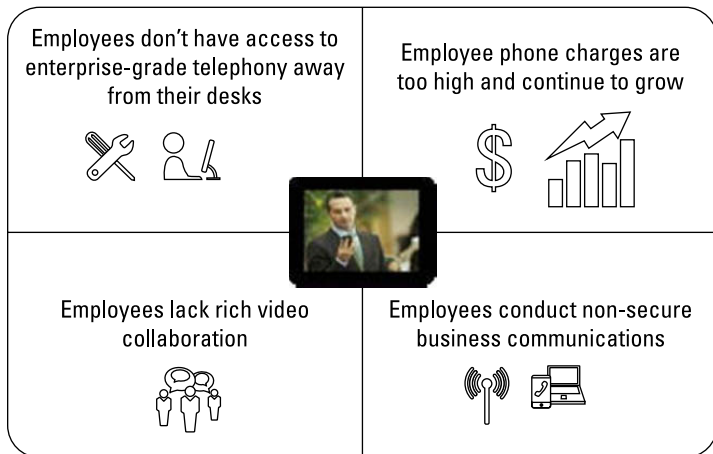 Employees don't have access to
enterprise-grade telephony away
from their desks
Employee phone charges are
too high and continue to grow
$
Employees lack rich video
collaboration
Employees conduct non-secure
business communications